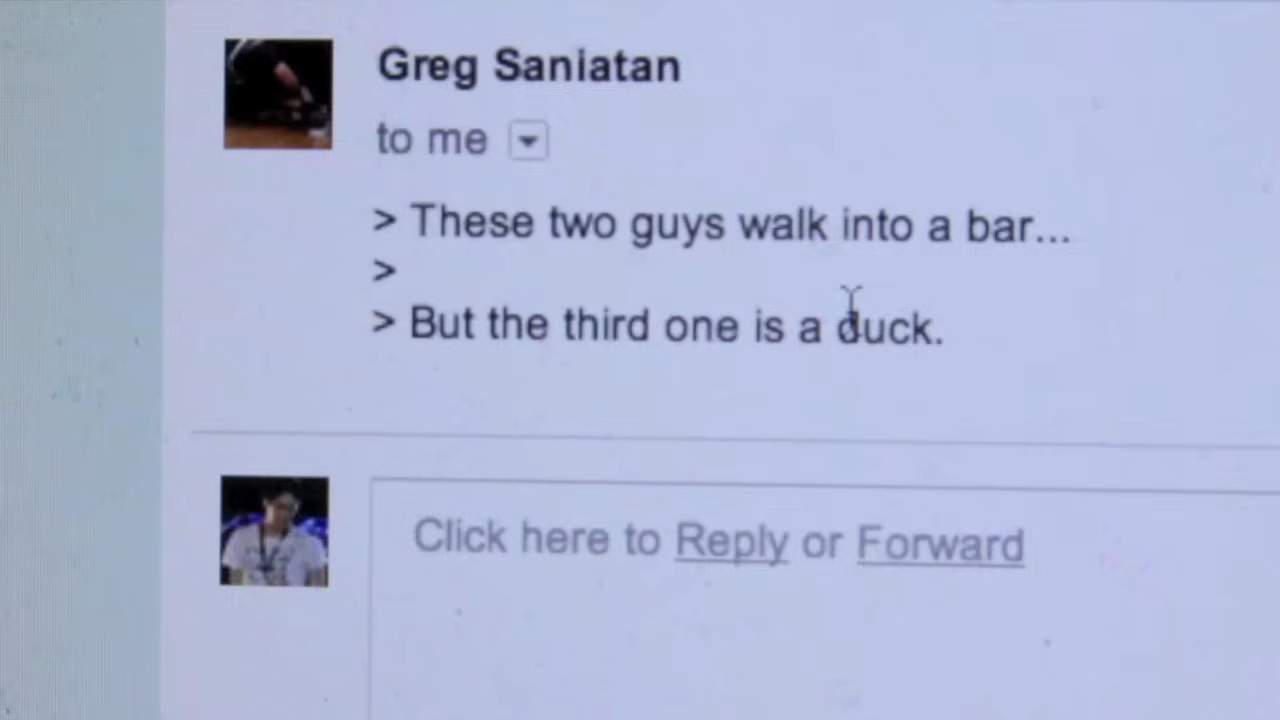 Greg Saniatan
to me
> These two guys walk into a bar...
>
> But the third one is a duck.
Click here to Reply or Forward